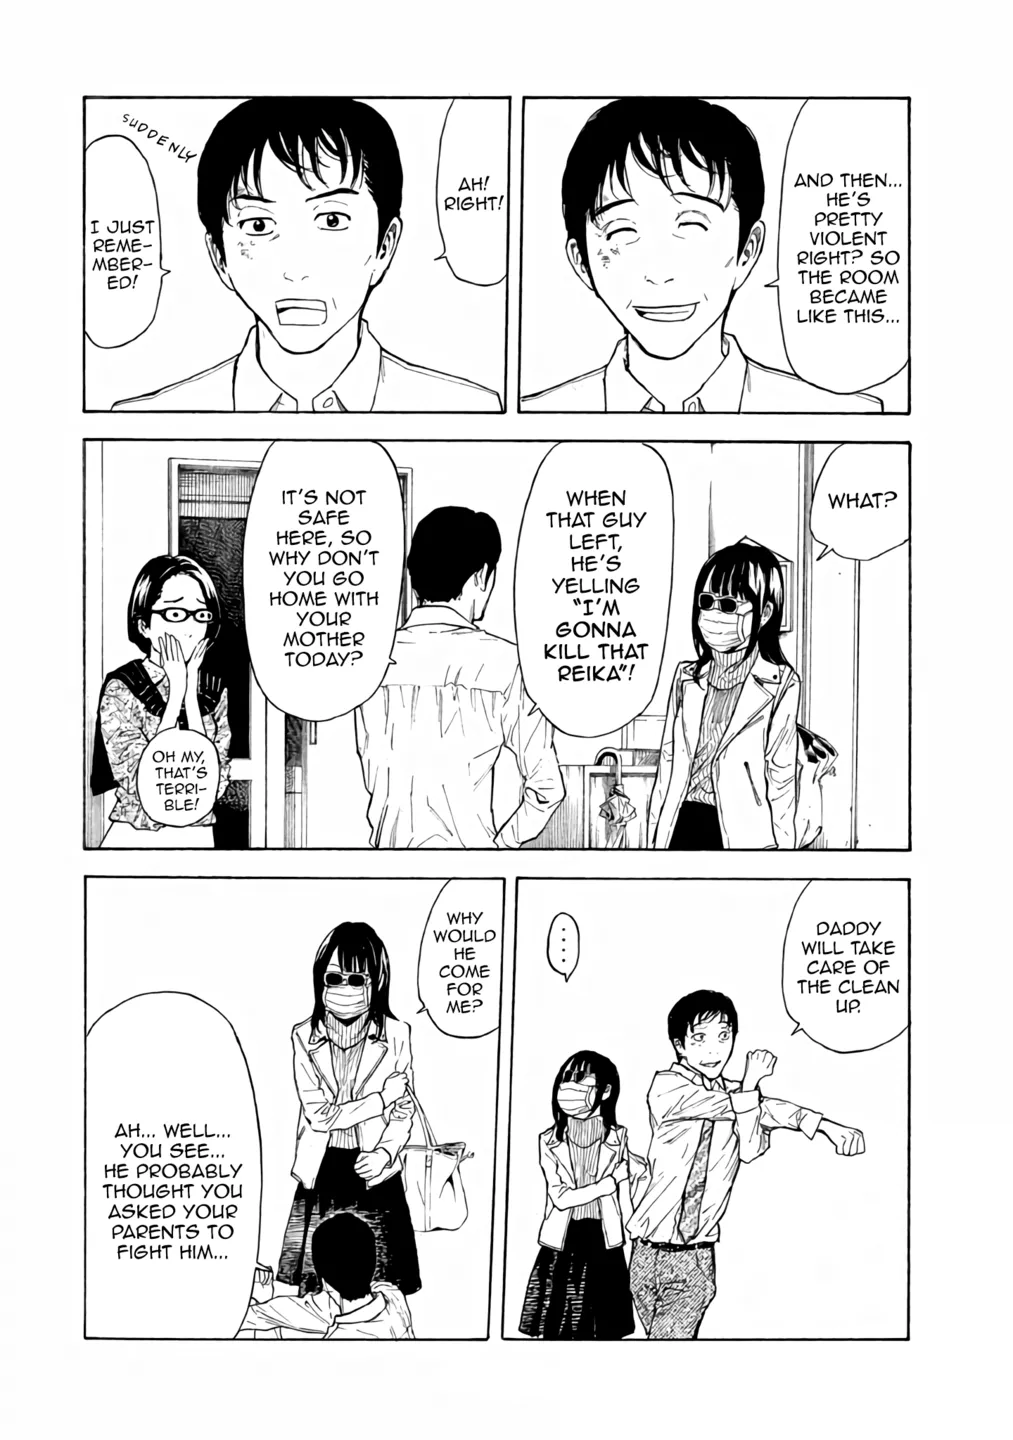 AND THEN...
HE'S
PRETTY
VIOLENT
RIGHT? SO
THE ROOM
BECAME
LIKE THIS...
AH!
RIGHT!
SUDDENLY
I JUST
REME-
MBER-
ED!
WHAT?
WHEN
THAT GUY
LEFT,
HE'S
YELLING
"I'M
GONNA
KILL THAT
REIKA"!
IT'S NOT
SAFE
HERE, SO
WHY DON'T
YOU GO
HOME WITH
YOUR
MOTHER
TODAY?
OH MY,
THAT'S
TERRI-
BLE!
DADDY
WILL TAKE
CARE OF
THE CLEAN
UP.
....
WHY
WOULD
HE
COME
FOR
ME?
AH... WELL...
YOU SEE...
HE PROBABLY
THOUGHT YOU
ASKED YOUR
PARENTS TO
FIGHT HIM...